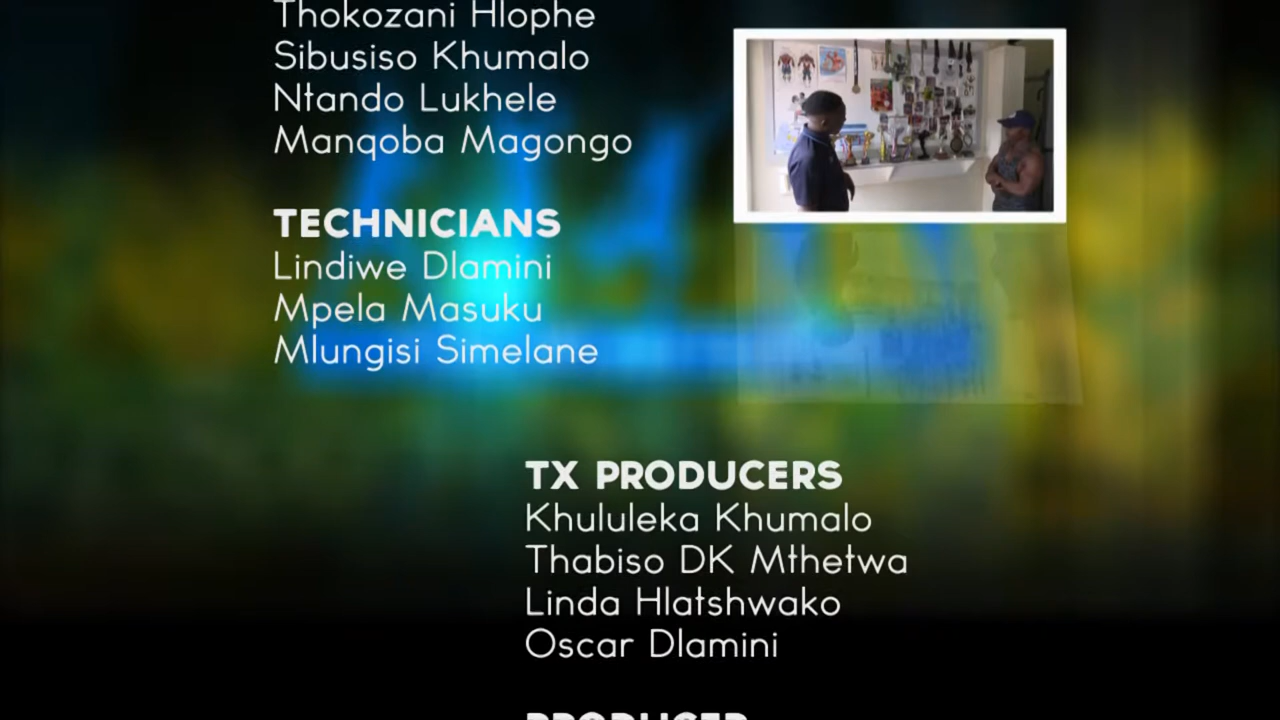 Thokozani Hlophe
Sibusiso Khumalo
Ntando Lukhele
Manqoba Magongo
TECHNICIANS
Lindiwe Dlamini
Mpela Masuku
Mlungisi Simelane
TX PRODUCERS
Khululeka Khumalo
Thabiso DK Mthetwa
Linda Hlatshwako
Oscar Dlamini
PRODUCER